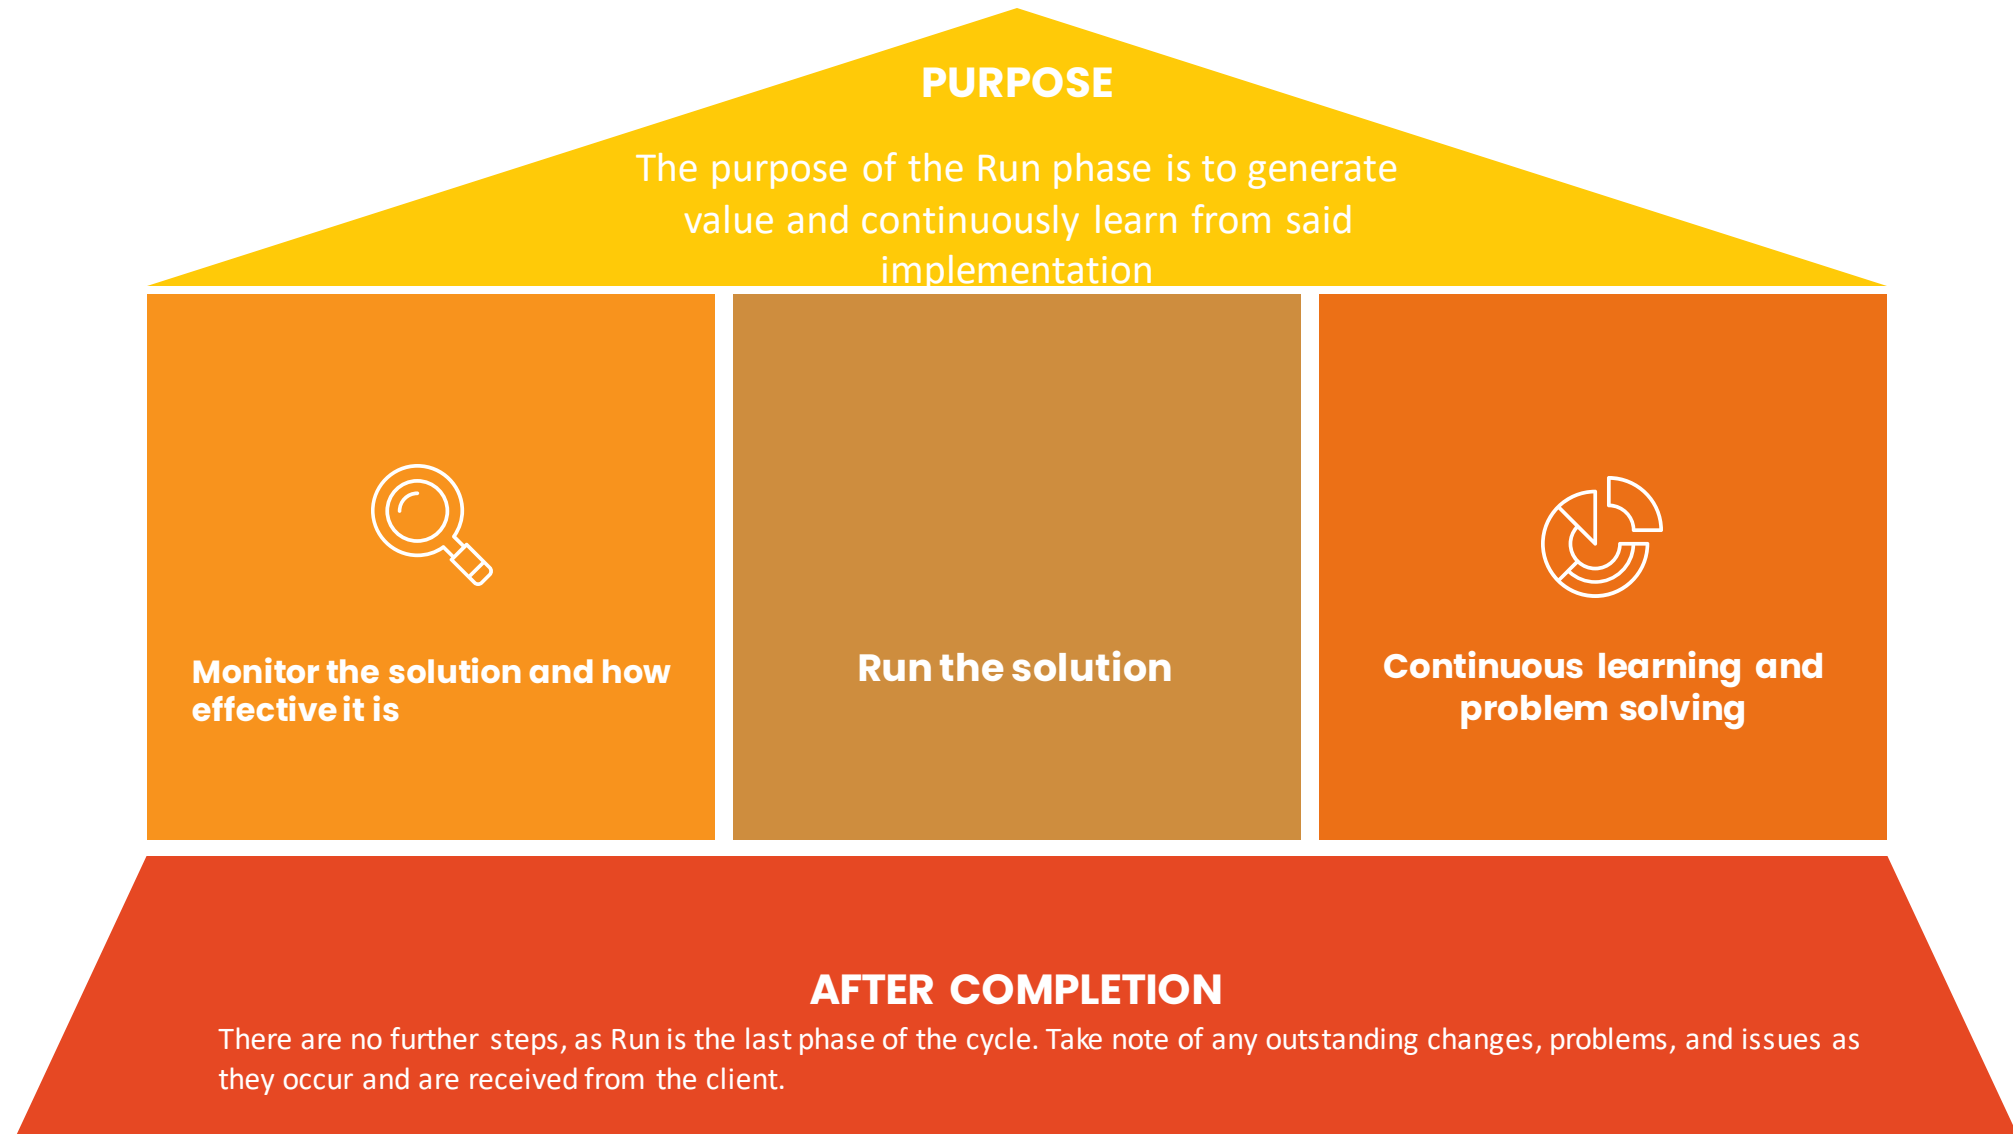 PURPOSE
The purpose of the Run phase is to generate
value and continuously learn from said
implementation
Monitor the solution and how
effective it is
Run the solution
Continuous learning and
problem solving
AFTER COMPLETION
There are no further steps, as Run is the last phase of the cycle. Take note of any outstanding changes, problems, and issues as
they occur and are received from the client.